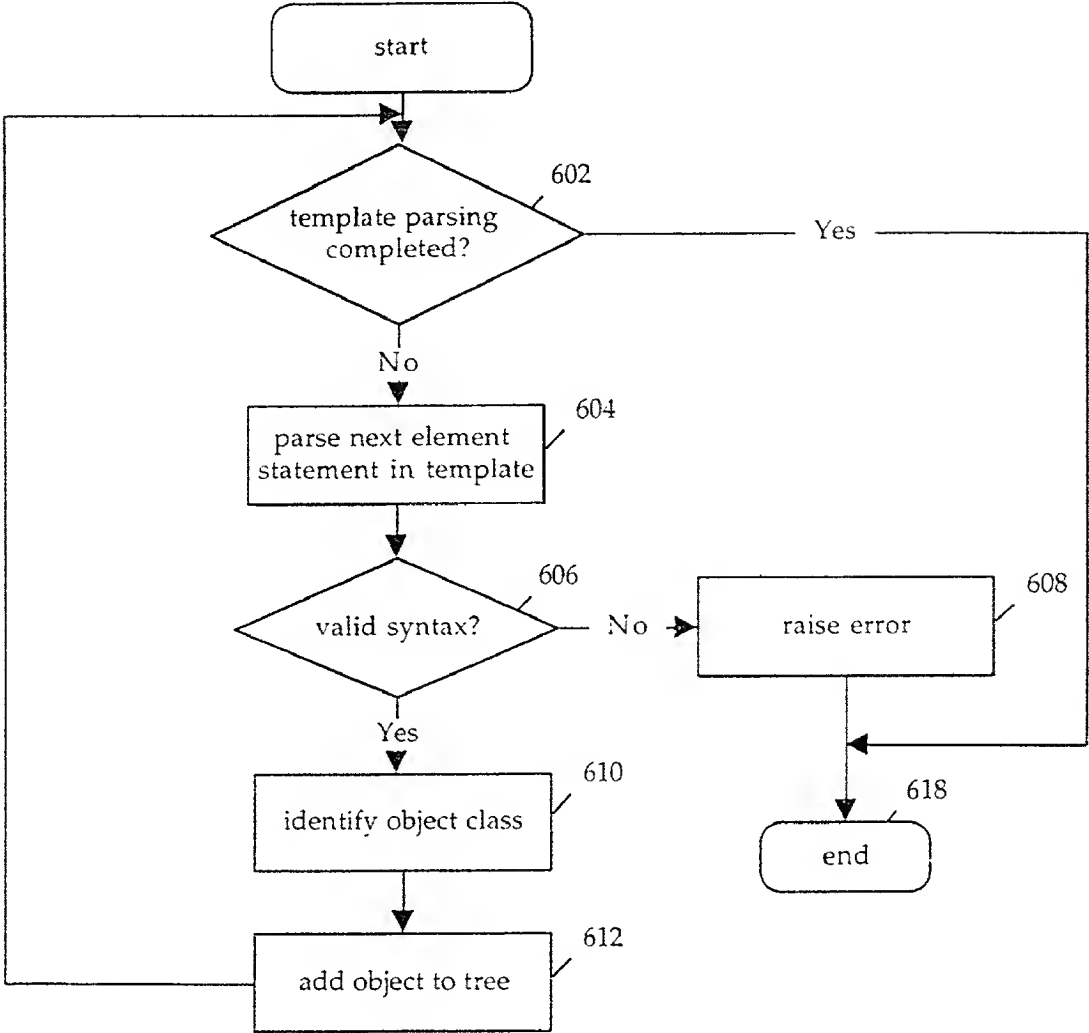 start
602
template parsing
completed?
Yes
No
604
parse next element
statement in template
606
valid syntax?
No
608
raise error
Yes
610
identify object class
618
end
612
add object to tree